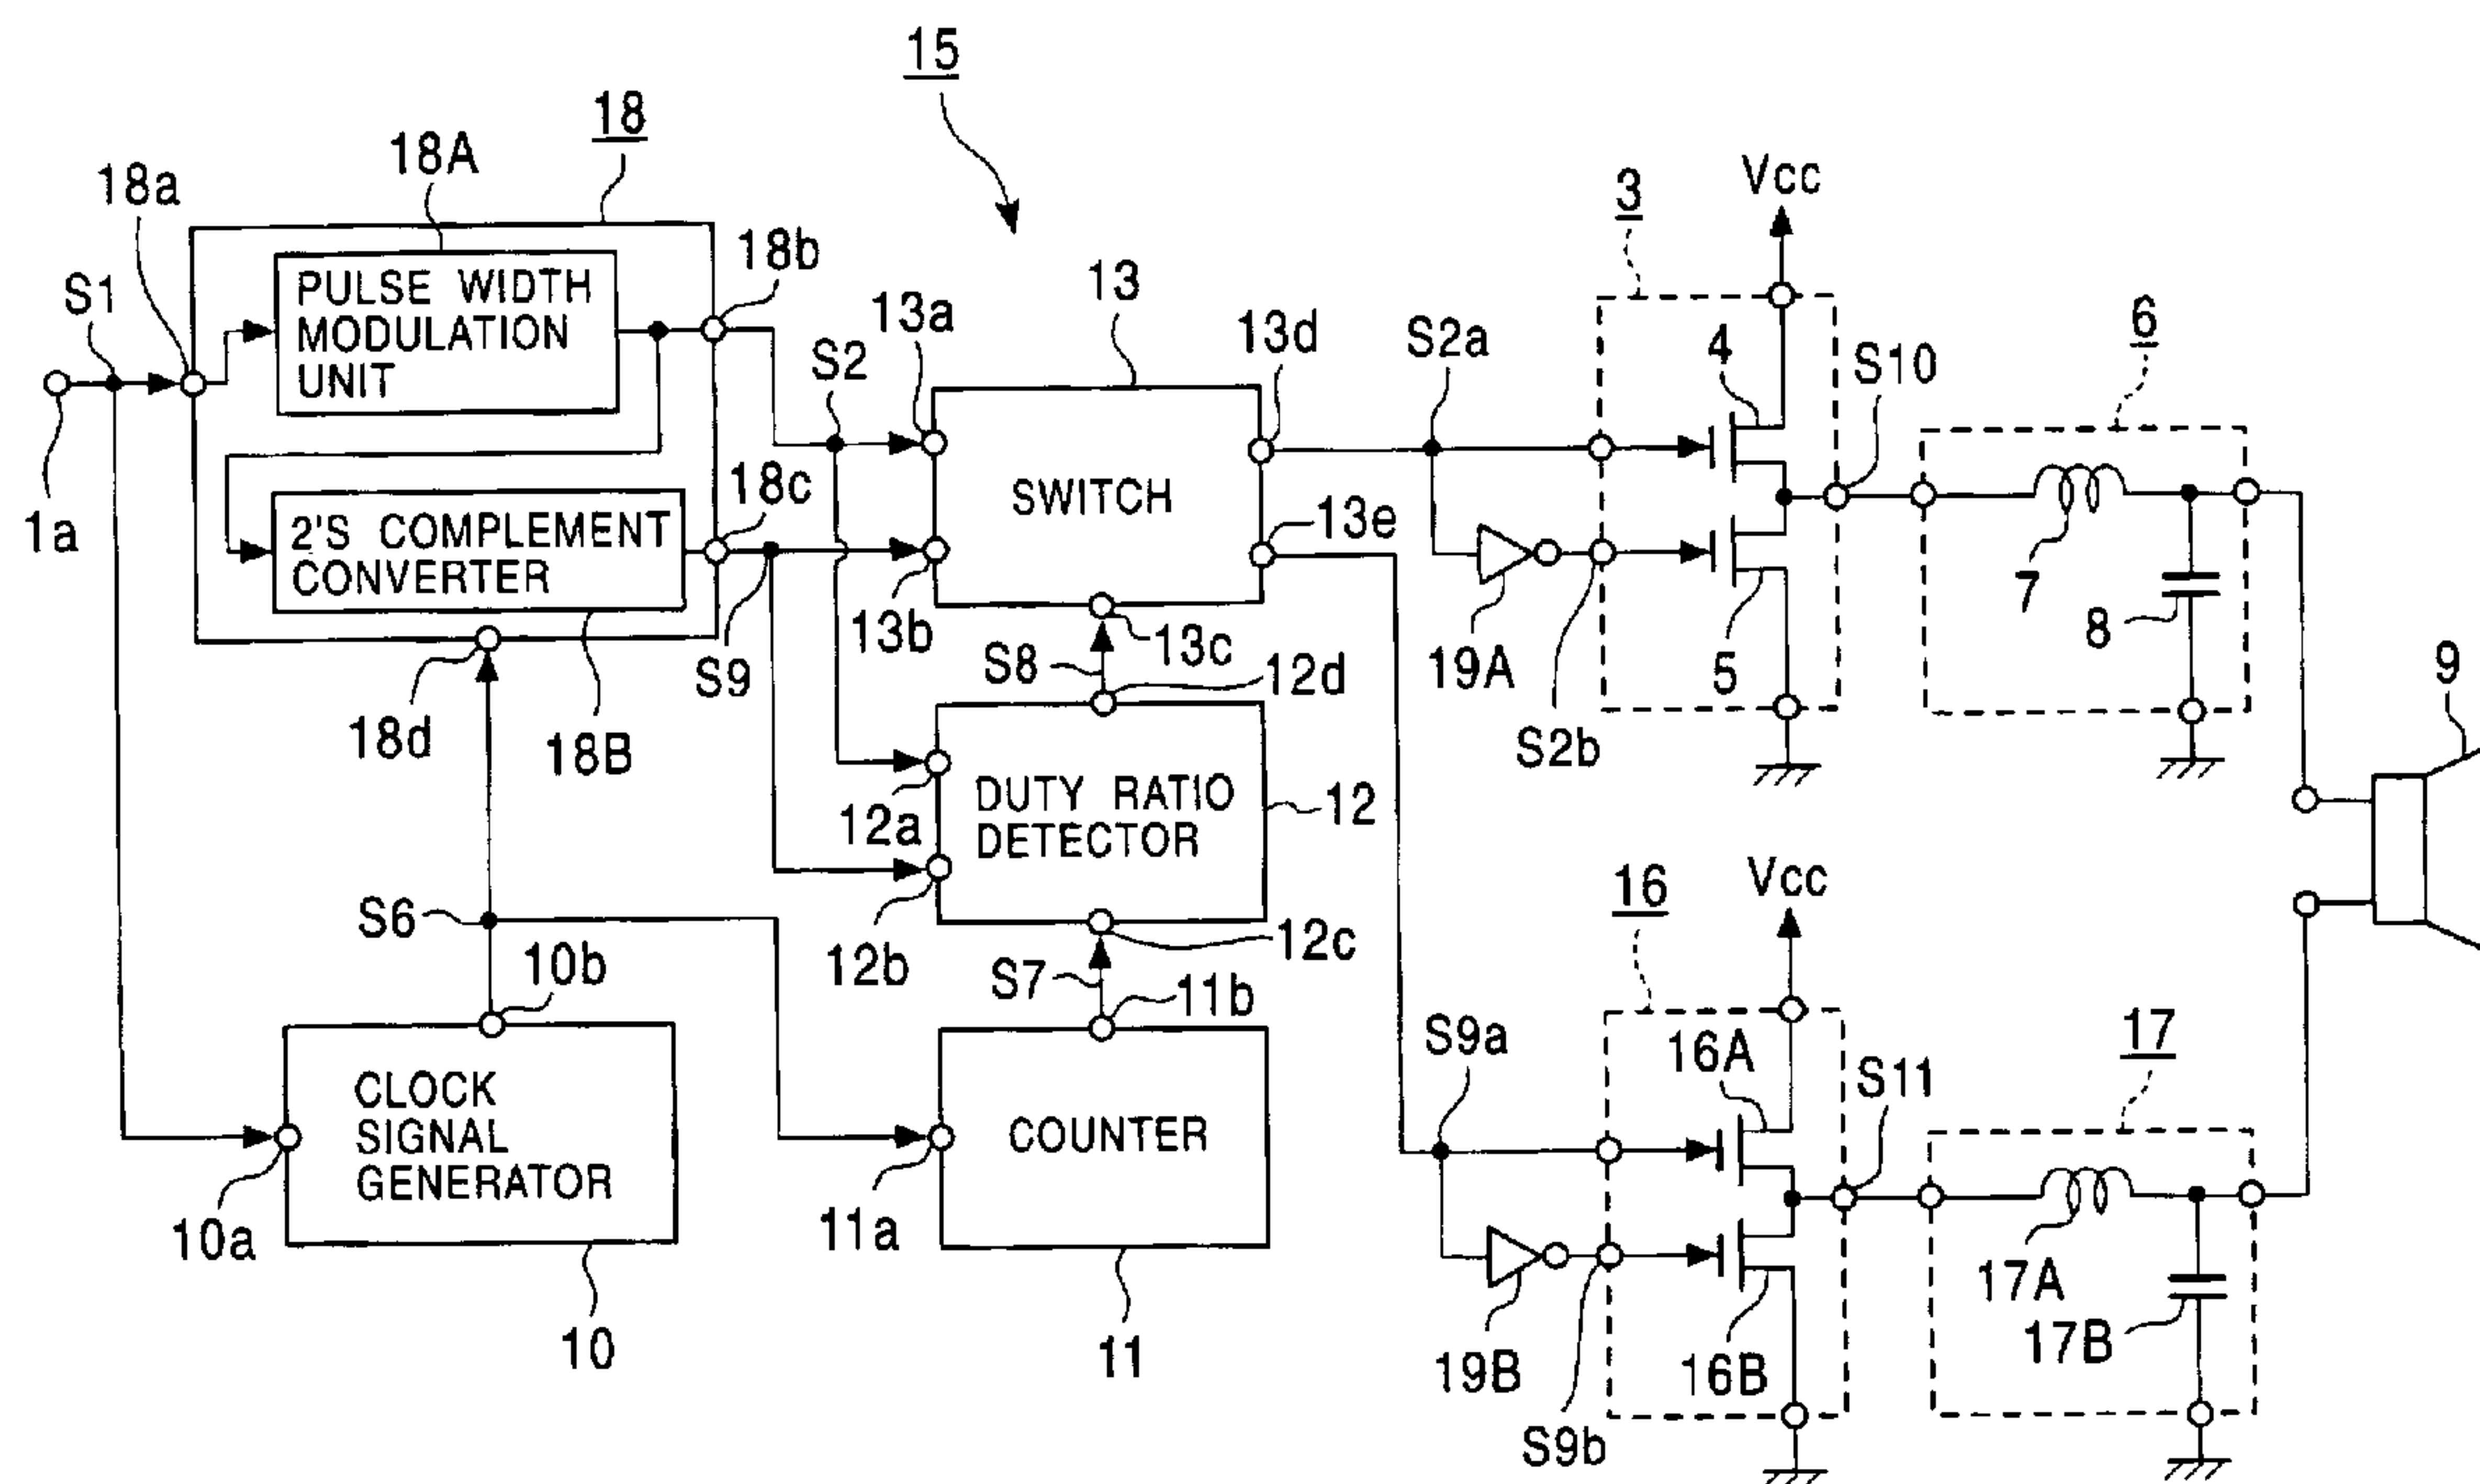 15
18
18A
18a
3
Vcc
S1
PULSE WIDTH
MODULATION
UNIT
18b
13a
13
13d
S2a
4
S10
6
S2
1a
2'S COMPLEMENT
CONVERTER
18c
SWITCH
13e
7
8
13b
S9
S8
13c
12d
19A
5
S2b
9
18d
18B
12a
DUTY RATIO
DETECTOR
12
12b
12c
S6
10b
S7
11b
16
Vcc
S9a
16A
S11
17
CLOCK
SIGNAL
GENERATOR
10a
10
11a
COUNTER
11
19B
16B
17A
17B
S9b